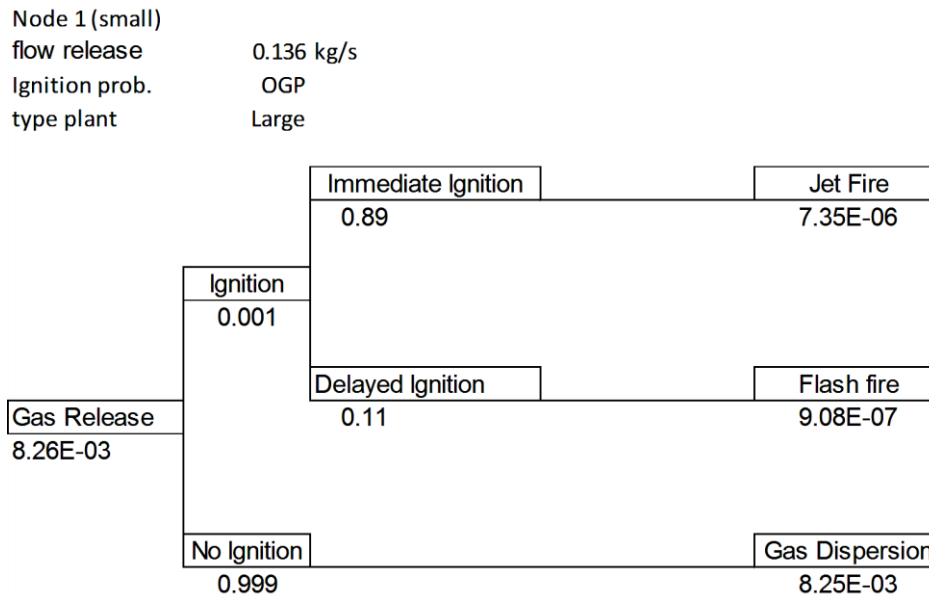 Node 1 (small)
flow release 0.136 kg/s
Ignition prob. OGP
type plant Large
Immediate Ignition Jet Fire
0.89 7.35E-06
Ignition
0.001
Delayed Ignition Flash fire
0.11 9.08E-07
Gas Release
8.26E-03
No Ignition Gas Dispersion
0.999 8.25E-03